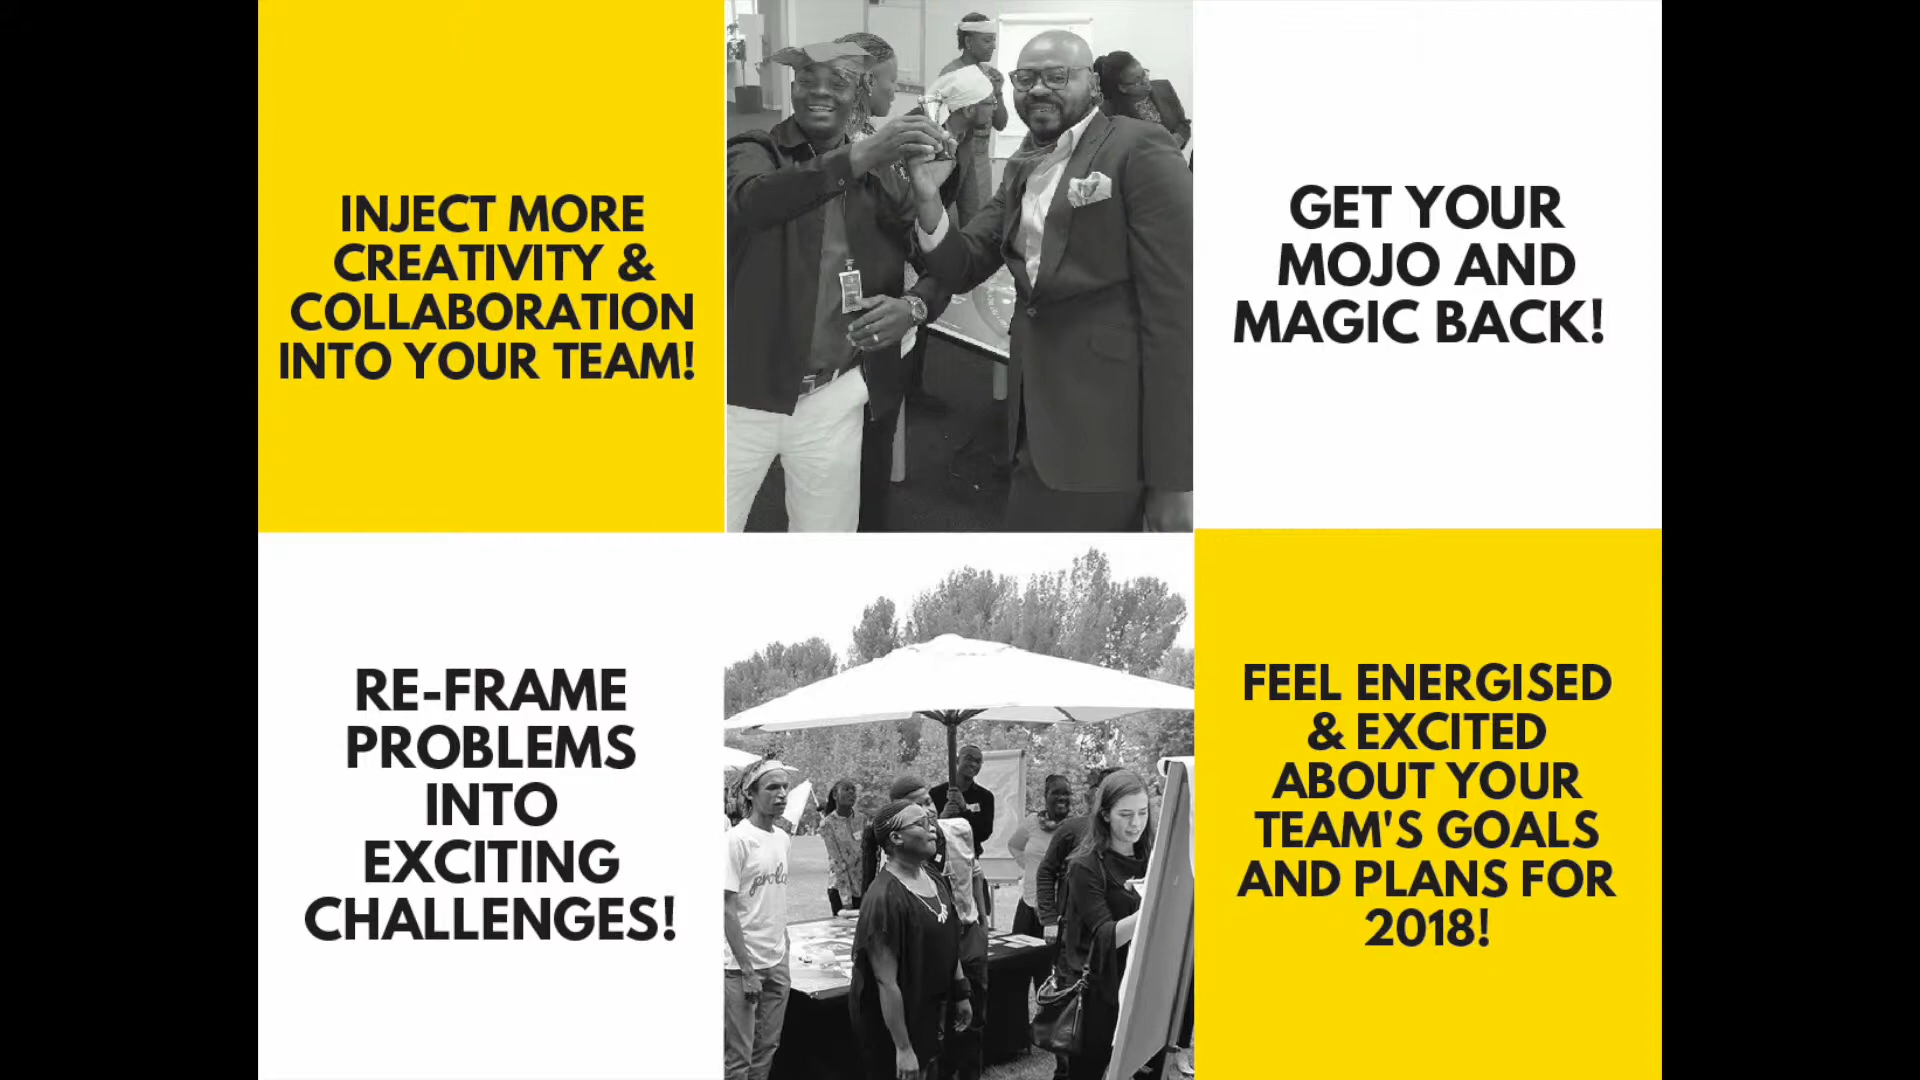 INJECT MORE
CREATIVITY &
COLLABORATION
INTO YOUR TEAM!
GET YOUR
MOJO AND
MAGIC BACK!
RE-FRAME
PROBLEMS
INTO
EXCITING
CHALLENGES!
FEEL ENERGISED
& EXCITED
ABOUT YOUR
TEAM'S GOALS
AND PLANS FOR
2018!